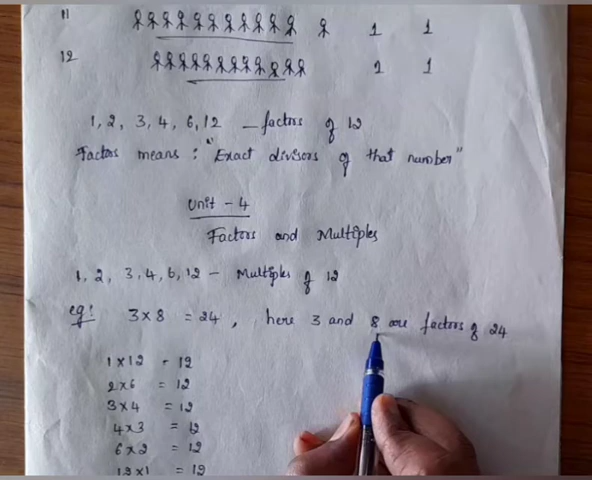 11 1 1
12 1
1, 2, 3, 4, 6, 12 - factors of 12
Factors means : "Exact divisors of that number"
Unit - 4
Factors and Multiples
1, 2, 3, 4, 6, 12 - Multiples of 12
eg: 3 x 8 = 24, here 3 and 8 are factors of 24
1 x 12 = 12
2 x 6 = 12
3 x 4 = 12
4 x 3 = 12
6 x 2 = 12
12 x 1 = 12